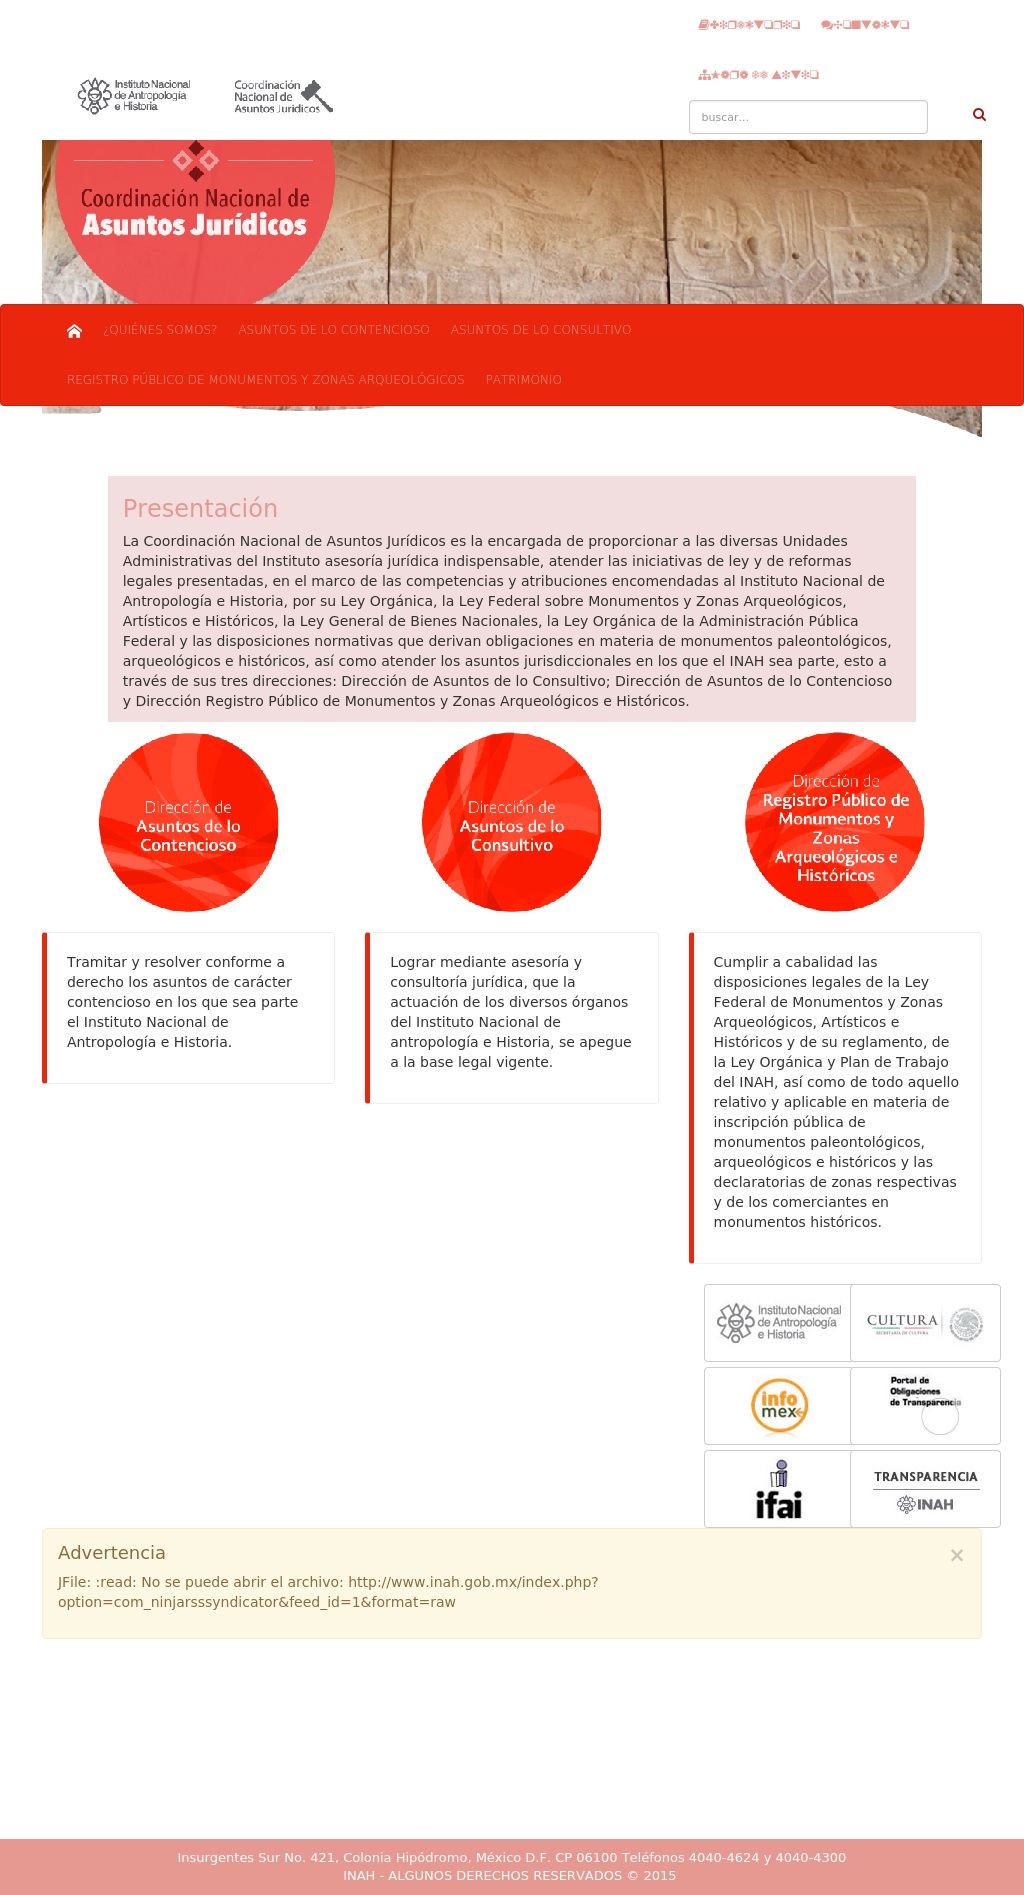 Instituto Nacional
de Antropología
e Historia
Coordinación
Nacional de
Asuntos Jurídicos
buscar...
Coordinación Nacional de
Asuntos Jurídicos
¿QUIÉNES SOMOS? ASUNTOS DE LO CONTENCIOSO ASUNTOS DE LO CONSULTIVO
REGISTRO PÚBLICO DE MONUMENTOS Y ZONAS ARQUEOLÓGICOS PATRIMONIO
Presentación
La Coordinación Nacional de Asuntos Jurídicos es la encargada de proporcionar a las diversas Unidades
Administrativas del Instituto asesoría jurídica indispensable, atender las iniciativas de ley y de reformas
legales presentadas, en el marco de las competencias y atribuciones encomendadas al Instituto Nacional de
Antropología e Historia, por su Ley Orgánica, la Ley Federal sobre Monumentos y Zonas Arqueológicos,
Artísticos e Históricos, la Ley General de Bienes Nacionales, la Ley Orgánica de la Administración Pública
Federal y las disposiciones normativas que derivan obligaciones en materia de monumentos paleontológicos,
arqueológicos e históricos, así como atender los asuntos jurisdiccionales en los que el INAH sea parte, esto a
través de sus tres direcciones: Dirección de Asuntos de lo Consultivo; Dirección de Asuntos de lo Contencioso
y Dirección Registro Público de Monumentos y Zonas Arqueológicos e Históricos.
Dirección de
Asuntos de lo
Contencioso
Dirección de
Asuntos de lo
Consultivo
Dirección de
Registro Público de
Monumentos y
Zonas
Arqueológicos e
Históricos
Tramitar y resolver conforme a
derecho los asuntos de carácter
contencioso en los que sea parte
el Instituto Nacional de
Antropología e Historia.
Lograr mediante asesoría y
consultoría jurídica, que la
actuación de los diversos órganos
del Instituto Nacional de
antropología e Historia, se apegue
a la base legal vigente.
Cumplir a cabalidad las
disposiciones legales de la Ley
Federal de Monumentos y Zonas
Arqueológicos, Artísticos e
Históricos y de su reglamento, de
la Ley Orgánica y Plan de Trabajo
del INAH, así como de todo aquello
relativo y aplicable en materia de
inscripción pública de
monumentos paleontológicos,
arqueológicos e históricos y las
declaratorias de zonas respectivas
y de los comerciantes en
monumentos históricos.
Instituto Nacional
de Antropología
e Historia
CULTURA
SECRETARÍA DE CULTURA
info
mex
Portal de
Obligaciones
de Transparencia
ifai
TRANSPARENCIA
INAH
Advertencia
×
JFile: :read: No se puede abrir el archivo: http://www.inah.gob.mx/index.php?
option=com_ninjarsssyndicator&feed_id=1&format=raw
Insurgentes Sur No. 421, Colonia Hipódromo, México D.F. CP 06100 Teléfonos 4040-4624 y 4040-4300
INAH - ALGUNOS DERECHOS RESERVADOS © 2015